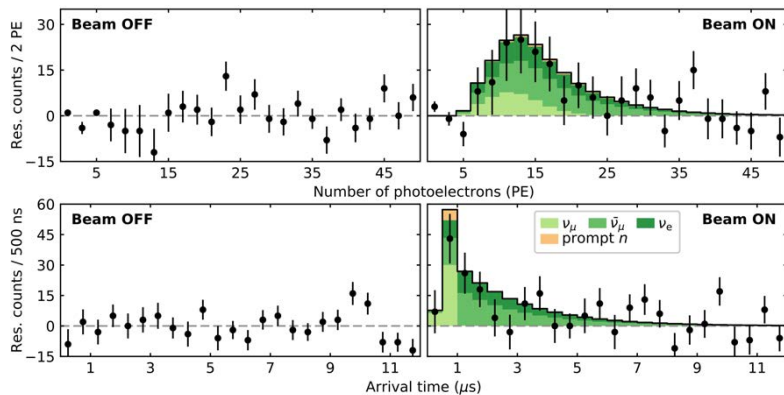 Beam OFF
Beam ON
Res. counts / 2 PE
30
15
0
−15
5 15 25 35 45
5 15 25 35 45
Number of photoelectrons (PE)
Beam OFF
Beam ON
Res. counts / 500 ns
60
45
30
15
0
−15
νμ ν̄μ νe
prompt n
1 3 5 7 9 11
1 3 5 7 9 11
Arrival time (μs)